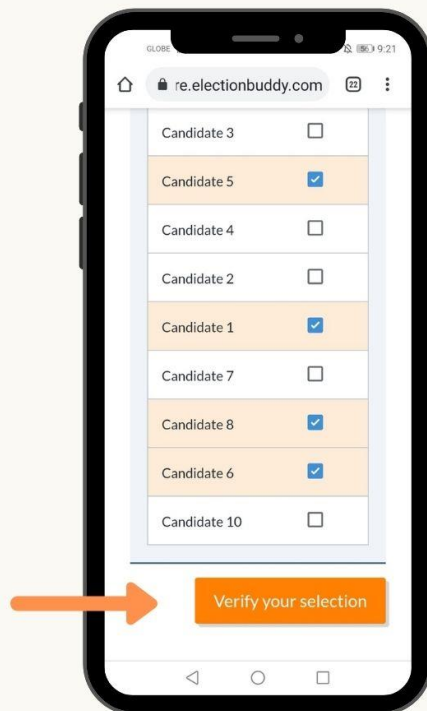 GLOBE 56 9:21
re.electionbuddy.com 22
Candidate 3
Candidate 5
Candidate 4
Candidate 2
Candidate 1
Candidate 7
Candidate 8
Candidate 6
Candidate 10
Verify your selection